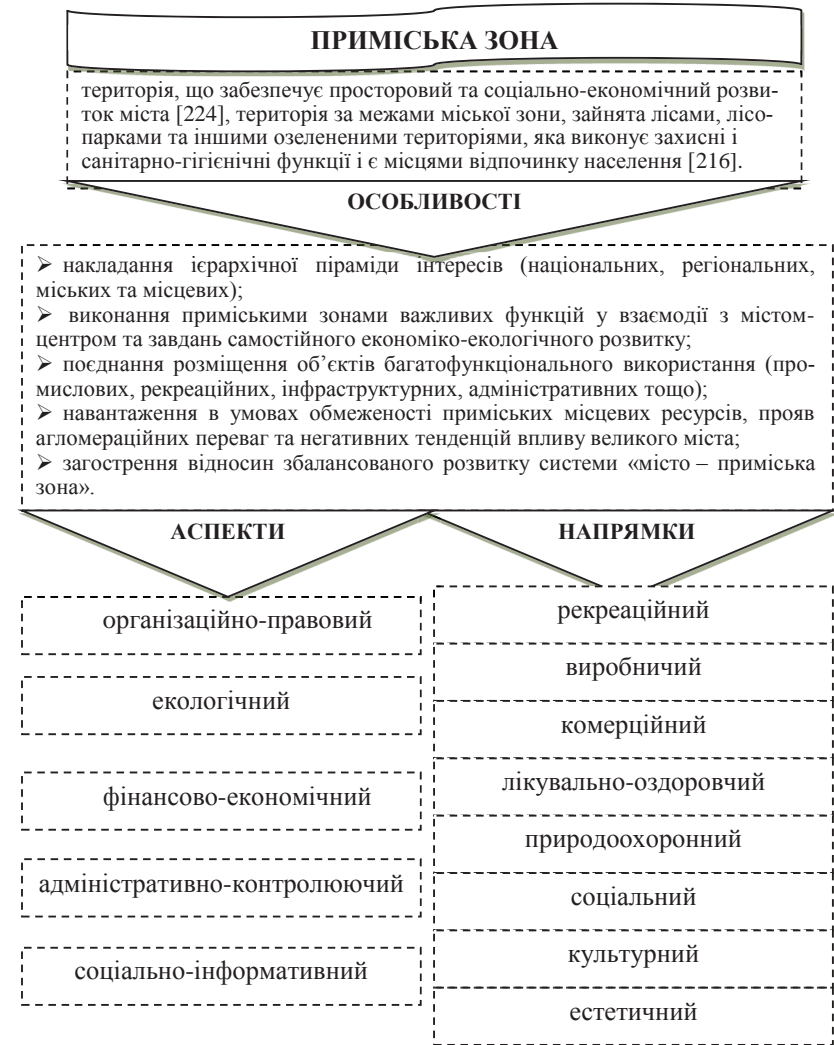 ПРИМІСЬКА ЗОНА
територія, що забезпечує просторовий та соціально-економічний розви-
ток міста [224], територія за межами міської зони, зайнята лісами, лісо-
парками та іншими озелененими територіями, яка виконує захисні і
санітарно-гігієнічні функції і є місцями відпочинку населення [216].
ОСОБЛИВОСТІ
➢ накладання ієрархічної піраміди інтересів (національних, регіональних,
міських та місцевих);
➢ виконання приміськими зонами важливих функцій у взаємодії з містом-
центром та завдань самостійного економіко-екологічного розвитку;
➢ поєднання розміщення об’єктів багатофункціонального використання (про-
мислових, рекреаційних, інфраструктурних, адміністративних тощо);
➢ навантаження в умовах обмеженості приміських місцевих ресурсів, прояв
агломераційних переваг та негативних тенденцій впливу великого міста;
➢ загострення відносин збалансованого розвитку системи «місто – приміська
зона».
АСПЕКТИ
організаційно-правовий
екологічний
фінансово-економічний
адміністративно-контролюючий
соціально-інформативний
НАПРЯМКИ
рекреаційний
виробничий
комерційний
лікувально-оздоровчий
природоохоронний
соціальний
культурний
естетичний